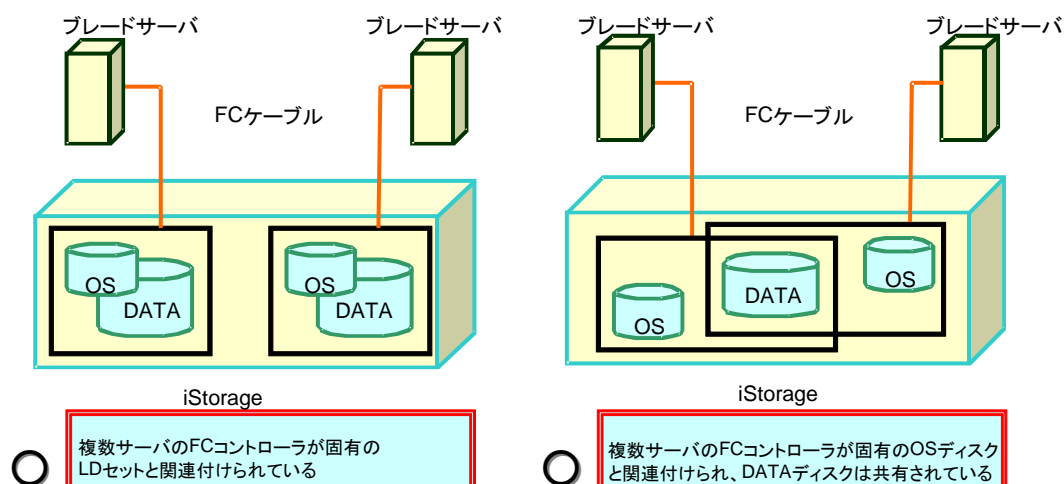 ブレードサーバ
ブレードサーバ
FCケーブル
OS
DATA
OS
DATA
iStorage
複数サーバのFCコントローラが固有の
LDセットと関連付けられている
ブレードサーバ
ブレードサーバ
FCケーブル
OS
DATA
OS
iStorage
複数サーバのFCコントローラが固有のOSディスク
と関連付けられ、DATAディスクは共有されている